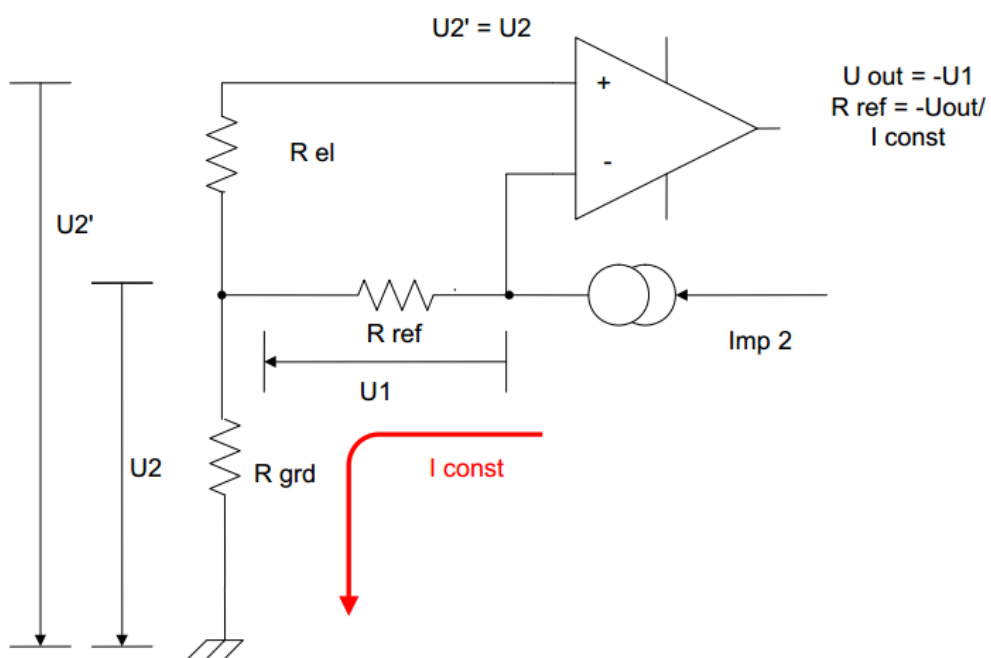 U2' = U2
+
-
U out = -U1
R ref = -Uout/
I const
R el
U2'
R ref
Imp 2
U1
U2
R grd
I const